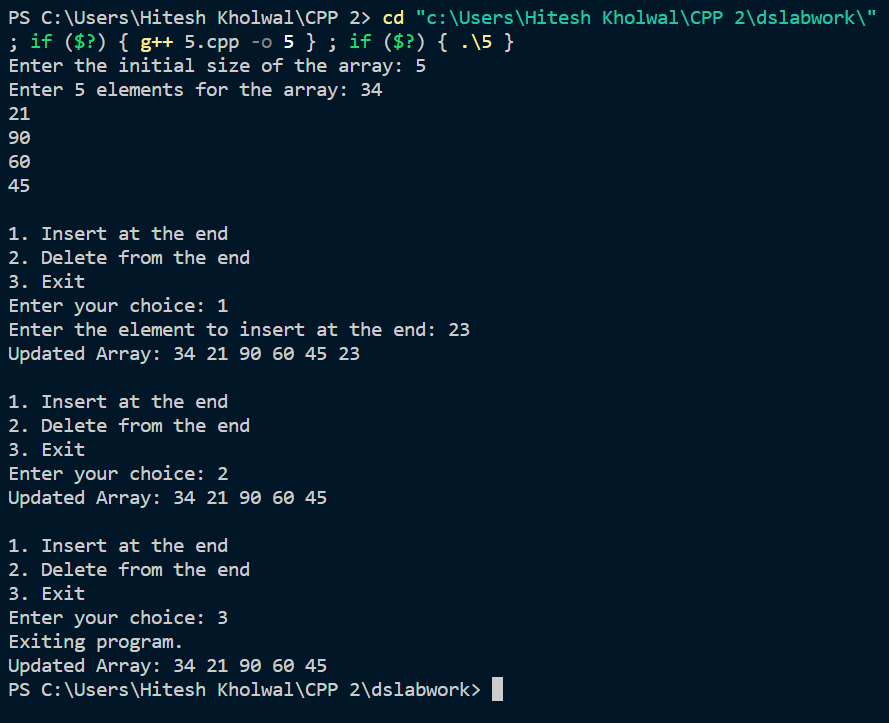 PS C:\Users\Hitesh Kholwal\CPP 2> cd "c:\Users\Hitesh Kholwal\CPP 2\dslabwork\"
; if ($?) { g++ 5.cpp -o 5 } ; if ($?) { .\5 }
Enter the initial size of the array: 5
Enter 5 elements for the array: 34
21
90
60
45

1. Insert at the end
2. Delete from the end
3. Exit
Enter your choice: 1
Enter the element to insert at the end: 23
Updated Array: 34 21 90 60 45 23

1. Insert at the end
2. Delete from the end
3. Exit
Enter your choice: 2
Updated Array: 34 21 90 60 45

1. Insert at the end
2. Delete from the end
3. Exit
Enter your choice: 3
Exiting program.
Updated Array: 34 21 90 60 45
PS C:\Users\Hitesh Kholwal\CPP 2\dslabwork>